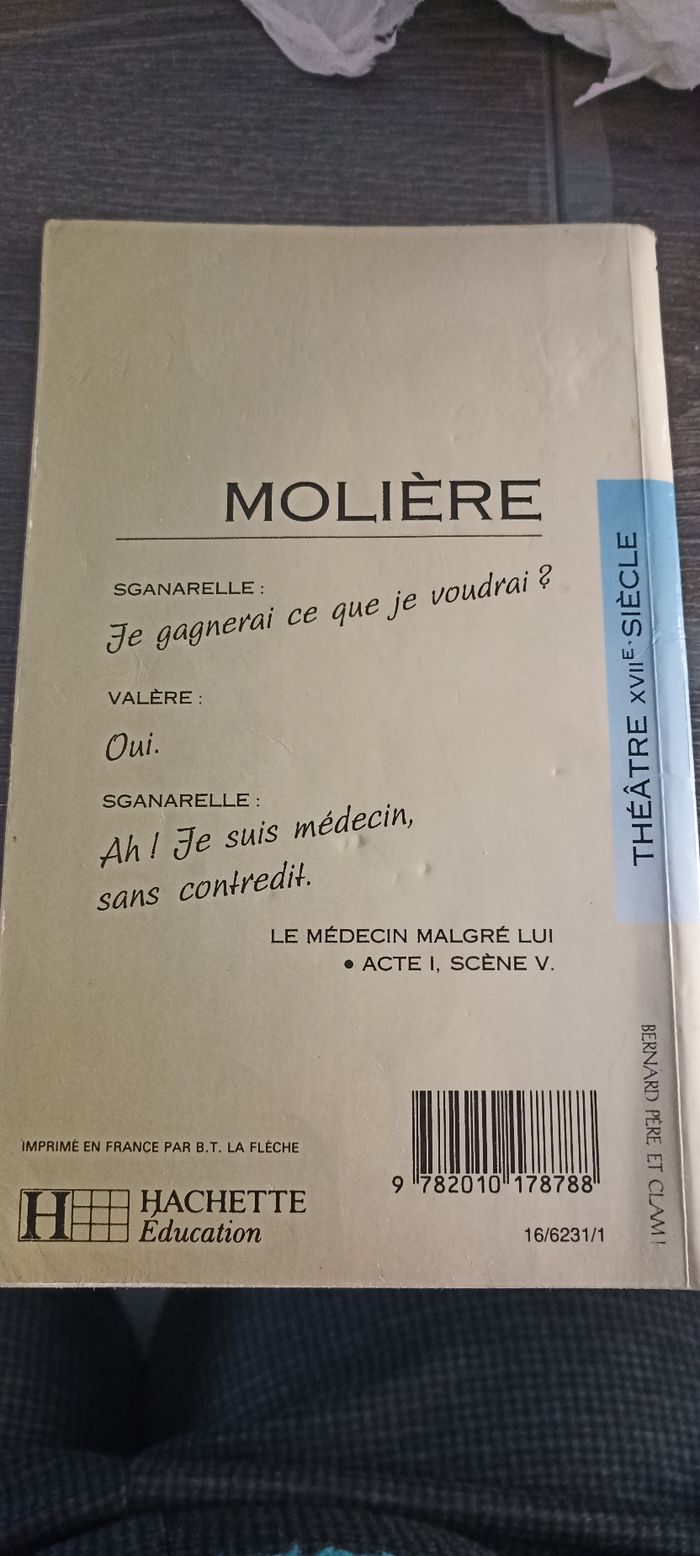 MOLIÈRE
SGANARELLE :
Je gagnerai ce que je voudrai ?
VALÈRE :
Oui.
SGANARELLE :
Ah ! Je suis médecin,
sans contredit.
LE MÉDECIN MALGRÉ LUI
• ACTE I, SCÈNE V.
THÉÂTRE XVIIE·SIÈCLE
BERNARD PÈRE ET CLAM !
IMPRIMÉ EN FRANCE PAR B.T. LA FLÈCHE
H HACHETTE
Éducation
9 782010 178788
16/6231/1